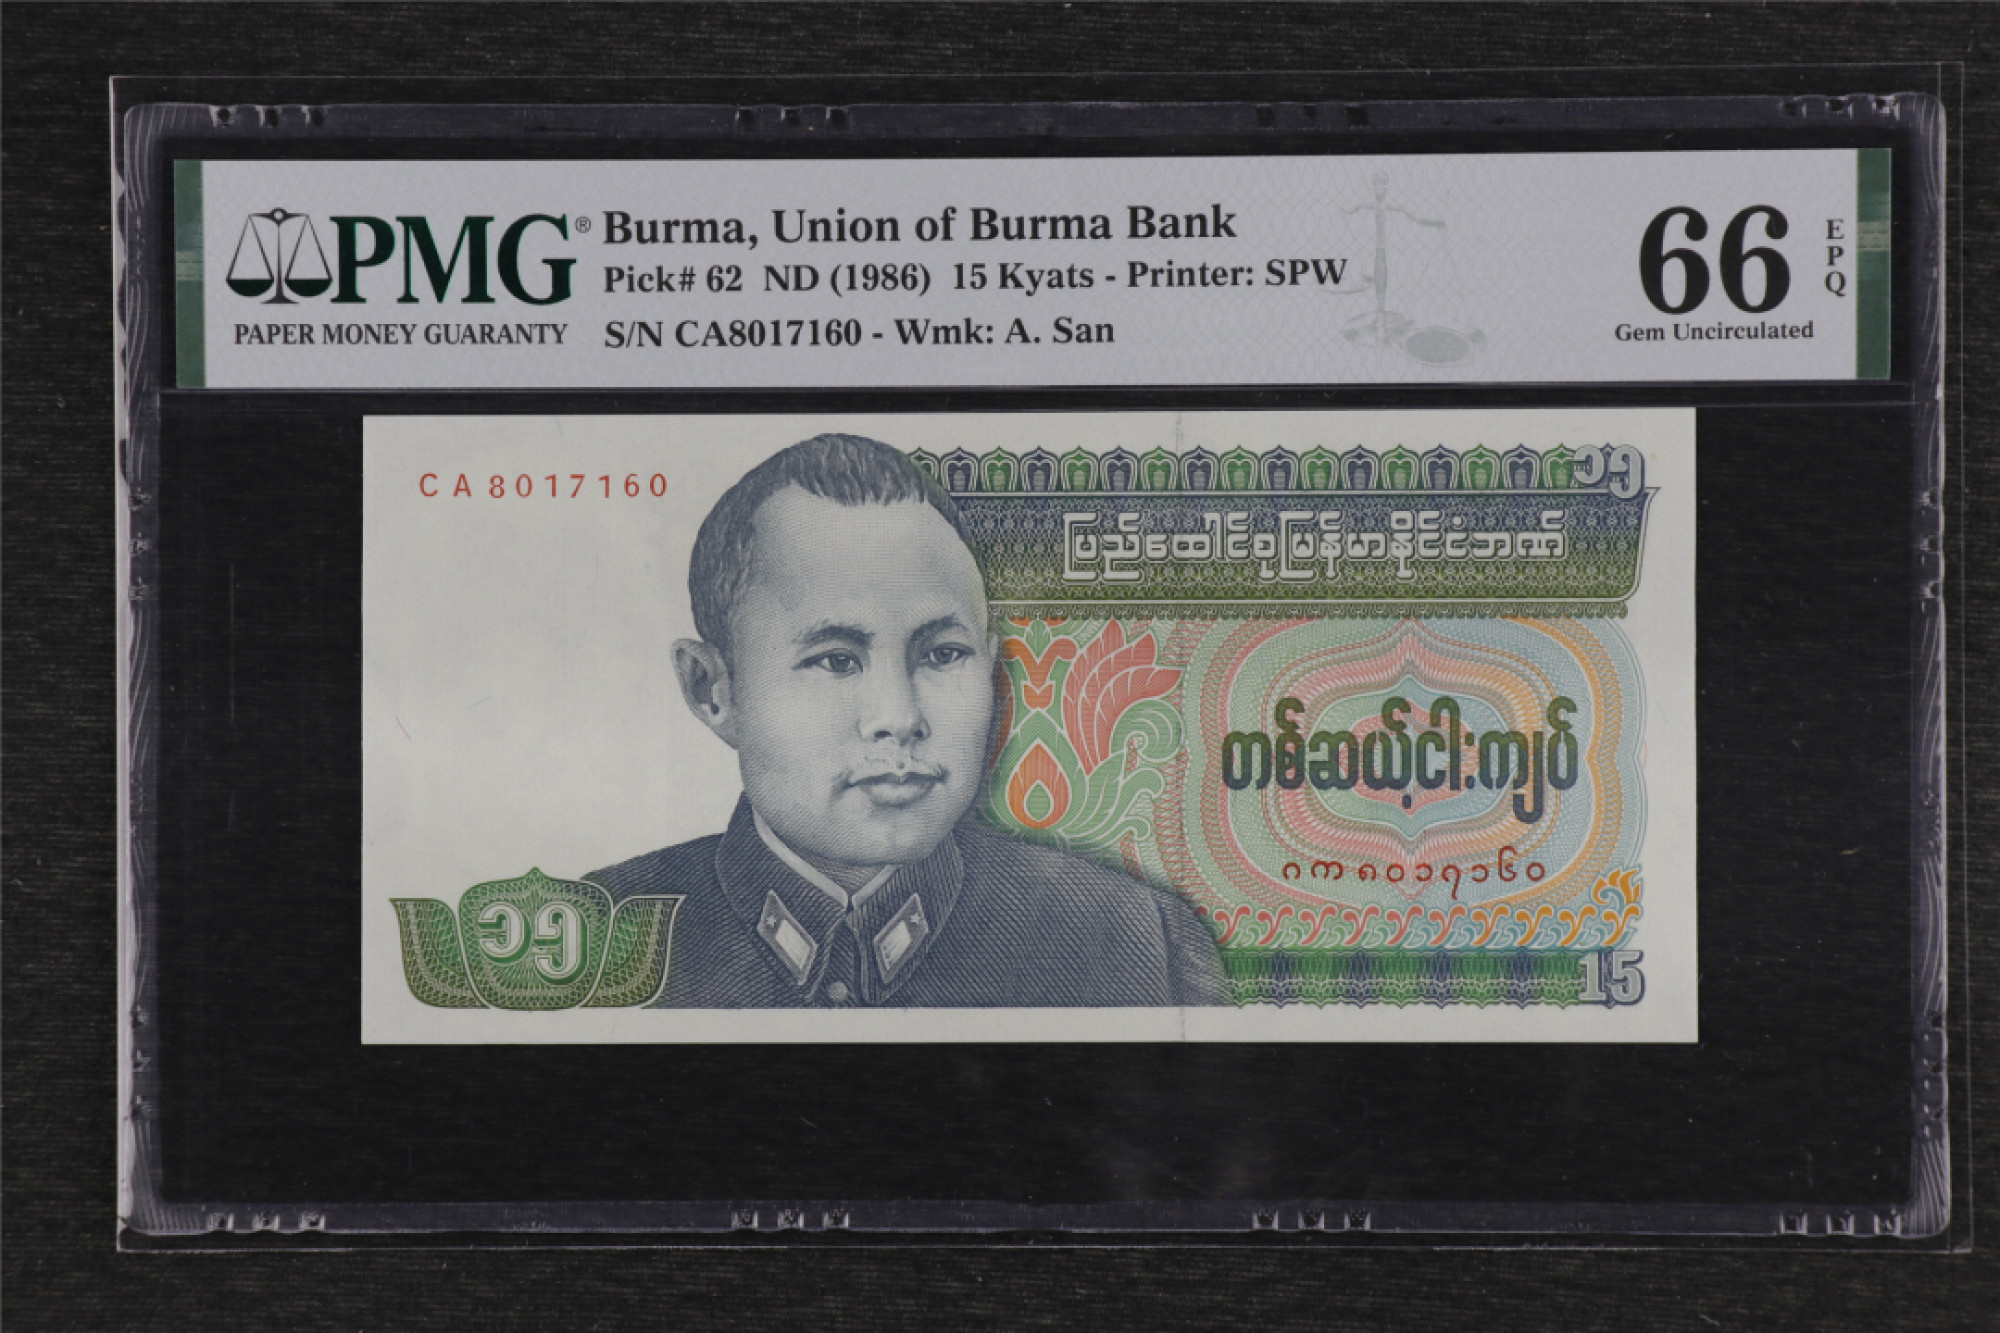 PMG®
PAPER MONEY GUARANTY
Burma, Union of Burma Bank
Pick# 62 ND (1986) 15 Kyats - Printer: SPW
S/N CA8017160 - Wmk: A. San
66
EPQ
Gem Uncirculated
CA8017160
၁၅
ပြည်ထောင်စုမြန်မာနိုင်ငံဘဏ်
တစ်ဆယ့်ငါးကျပ်
ဂက ၈၀၁၇၁၆၀
၁၅
15